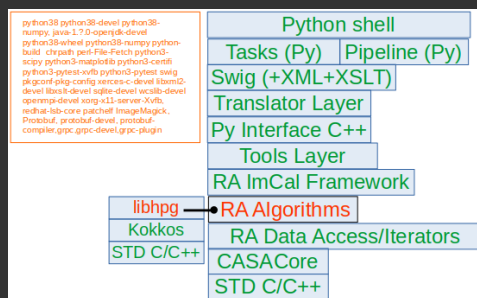 python38 python38-devel python38-
numpy, java-1.?.0-openjdk-devel
python38-wheel python38-numpy python-
build chrpath perl-File-Fetch python3-
scipy python3-matplotlib python3-certifi
python3-pytest-xvfb python3-pytest swig
pkgconf-pkg-config xerces-c-devel libxml2-
devel libxslt-devel sqlite-devel wcslib-devel
openmpi-devel xorg-x11-server-Xvfb,
redhat-lsb-core patchelf ImageMagick,
Protobuf, protobuf-devel, protobuf-
compiler,grpc,grpc-devel,grpc-plugin
Python shell
Tasks (Py) Pipeline (Py)
Swig (+XML+XSLT)
Translator Layer
Py Interface C++
Tools Layer
RA ImCal Framework
libhpg RA Algorithms
Kokkos RA Data Access/Iterators
STD C/C++ CASACore
STD C/C++